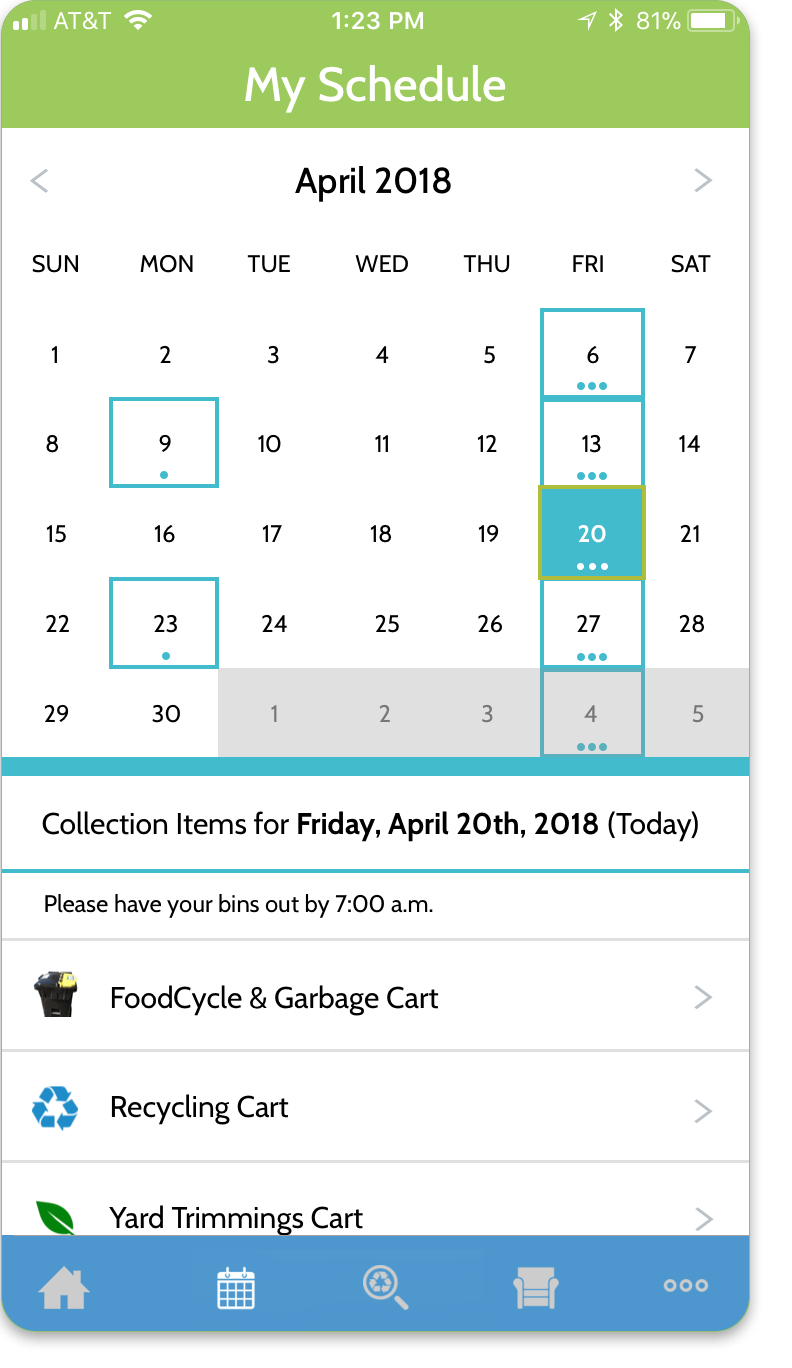 AT&T 1:23 PM 81%
My Schedule
< April 2018 >
SUN MON TUE WED THU FRI SAT
1 2 3 4 5 6 7
8 9 10 11 12 13 14
15 16 17 18 19 20 21
22 23 24 25 26 27 28
29 30 1 2 3 4 5
Collection Items for Friday, April 20th, 2018 (Today)
Please have your bins out by 7:00 a.m.
FoodCycle & Garbage Cart
Recycling Cart
Yard Trimmings Cart